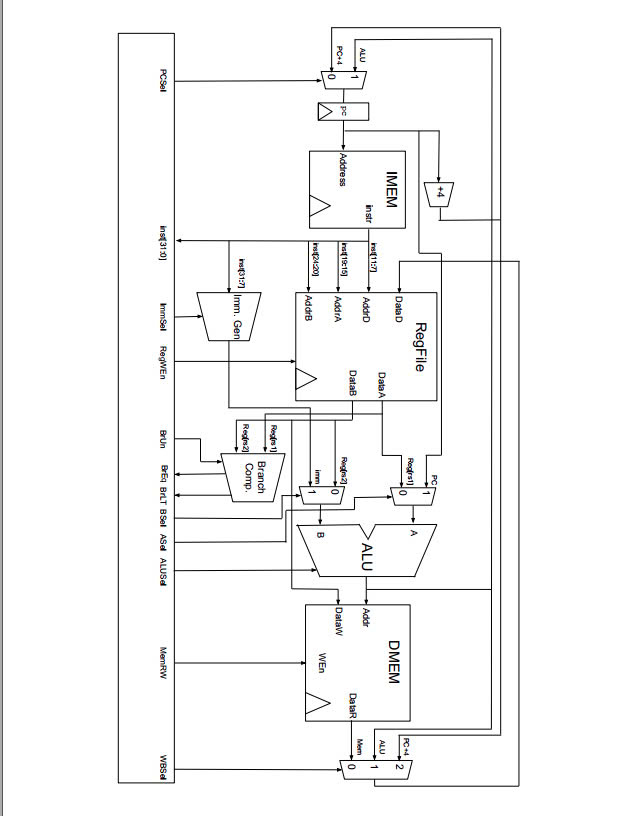 +4
PC
1
Reg[rs1]
0
A
RegFile
IMEM
DMEM
PC+4
2
DataD
DataA
ALU
1
instr
inst[11:7]
AddrD
ALU
Addr
ALU
1
Mem
0
pc
Address
inst[19:15]
AddrA
DataB
Reg[rs2]
0
DataW
DataR
PC+4
0
inst[24:20]
AddrB
imm
1
B
WEn
Reg[rs1]
Branch
Comp.
Reg[rs2]
inst[31:7]
Imm. Gen
PCSel
inst[31:0]
ImmSel
RegWEn
BrUn
BrEq
BrLT
BSel
ASel
ALUSel
MemRW
WBSel